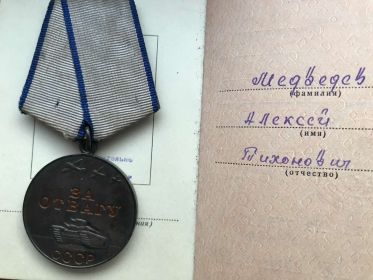 ЗА
ОТВАГУ
СССР
Медведев
(фамилия)
Алексей
(имя)
Тихонович
(отчество)